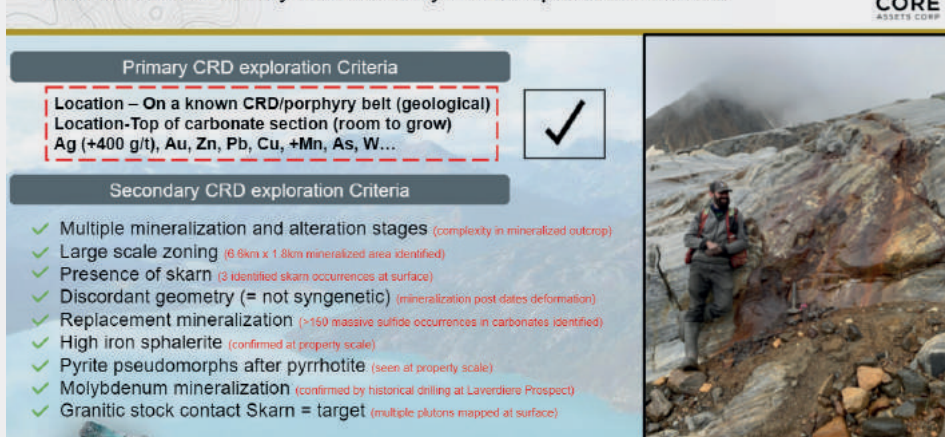 CORE
ASSETS CORP
Primary CRD exploration Criteria
Location – On a known CRD/porphyry belt (geological)
Location-Top of carbonate section (room to grow)
Ag (+400 g/t), Au, Zn, Pb, Cu, +Mn, As, W…
Secondary CRD exploration Criteria
Multiple mineralization and alteration stages (complexity in mineralized outcrop)
Large scale zoning (6.6km x 1.8km mineralized area identified)
Presence of skarn (3 identified skarn occurrences at surface)
Discordant geometry (= not syngenetic) (mineralization post dates deformation)
Replacement mineralization (>150 massive sulfide occurrences in carbonates identified)
High iron sphalerite (confirmed at property scale)
Pyrite pseudomorphs after pyrrhotite (seen at property scale)
Molybdenum mineralization (confirmed by historical drilling at Laverdiere Prospect)
Granitic stock contact Skarn = target (multiple plutons mapped at surface)